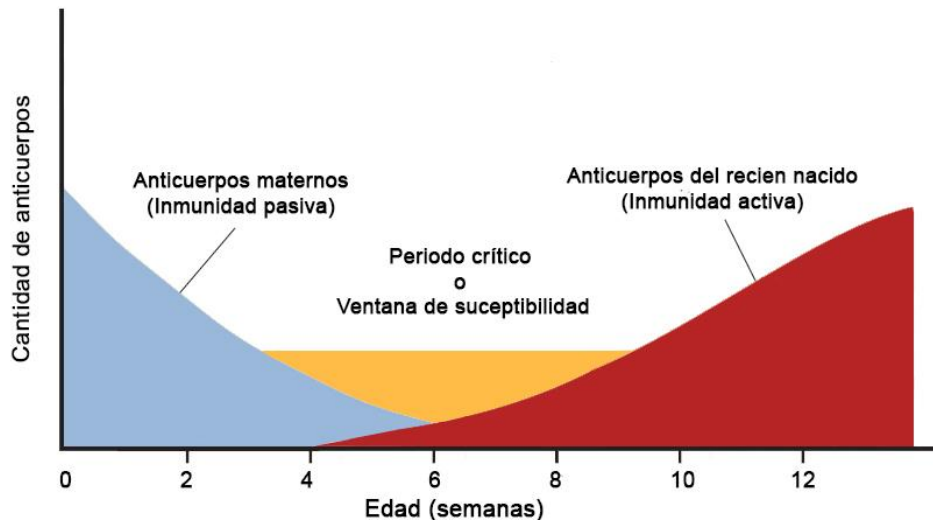 Cantidad de anticuerpos
Anticuerpos maternos
(Inmunidad pasiva)
Anticuerpos del recien nacido
(Inmunidad activa)
Periodo crítico
o
Ventana de suceptibilidad
0 2 4 6 8 10 12
Edad (semanas)